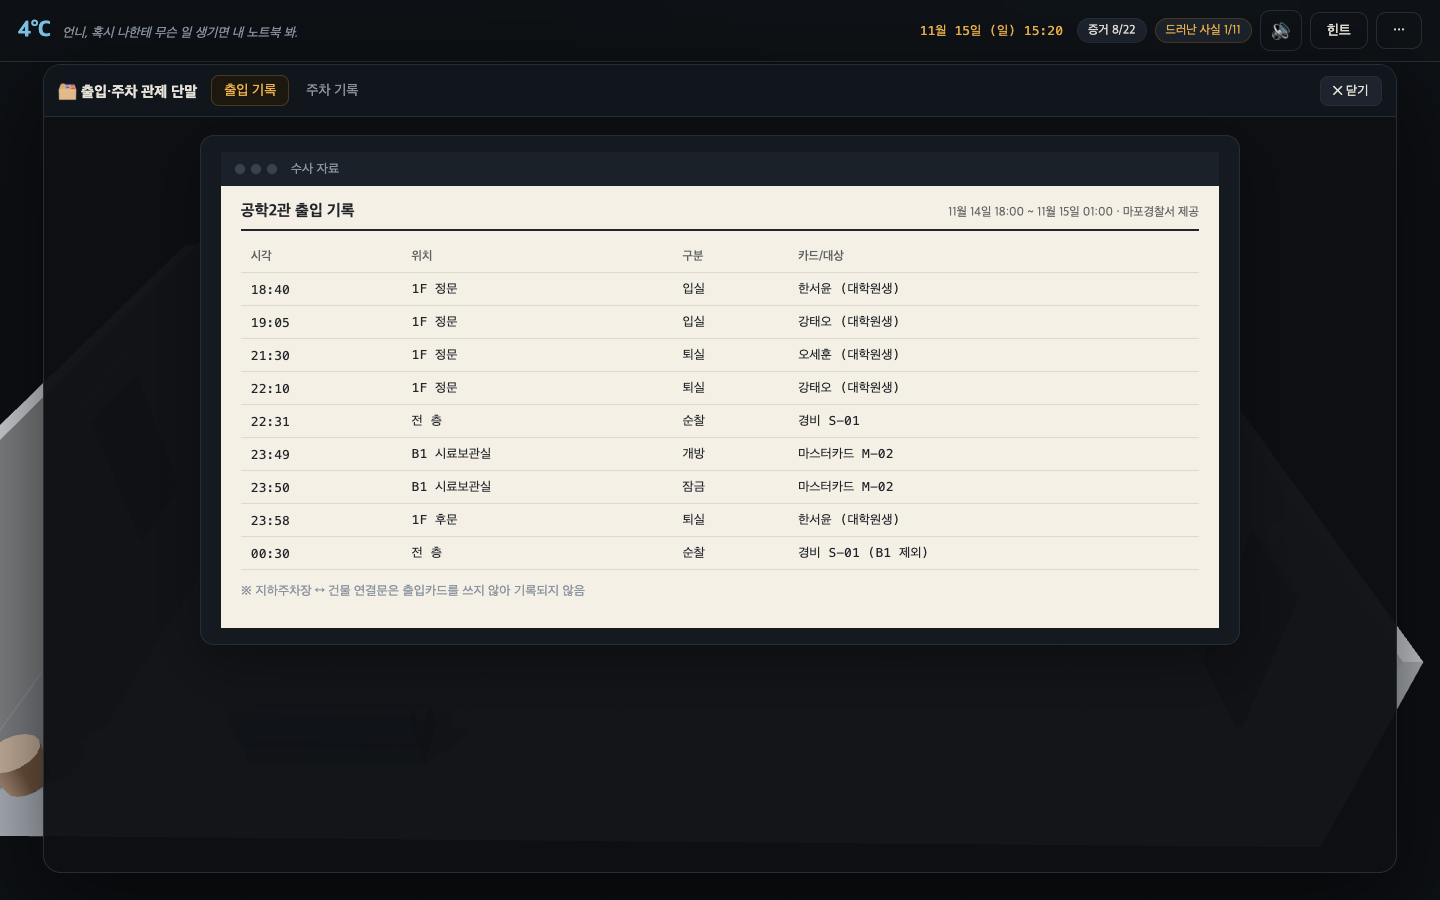 4℃ 언니, 혹시 나한테 무슨 일 생기면 내 노트북 봐. 11월 15일 (일) 15:20 증거 8/22 드러난 사실 1/11 힌트 ···
출입·주차 관제 단말 출입 기록 주차 기록 ✕ 닫기
수사 자료
공학2관 출입 기록 11월 14일 18:00 ~ 11월 15일 01:00 · 마포경찰서 제공
시각 위치 구분 카드/대상
18:40 1F 정문 입실 한서윤 (대학원생)
19:05 1F 정문 입실 강태오 (대학원생)
21:30 1F 정문 퇴실 오세훈 (대학원생)
22:10 1F 정문 퇴실 강태오 (대학원생)
22:31 전 층 순찰 경비 S-01
23:49 B1 시료보관실 개방 마스터카드 M-02
23:50 B1 시료보관실 잠금 마스터카드 M-02
23:58 1F 후문 퇴실 한서윤 (대학원생)
00:30 전 층 순찰 경비 S-01 (B1 제외)
※ 지하주차장 ↔ 건물 연결문은 출입카드를 쓰지 않아 기록되지 않음